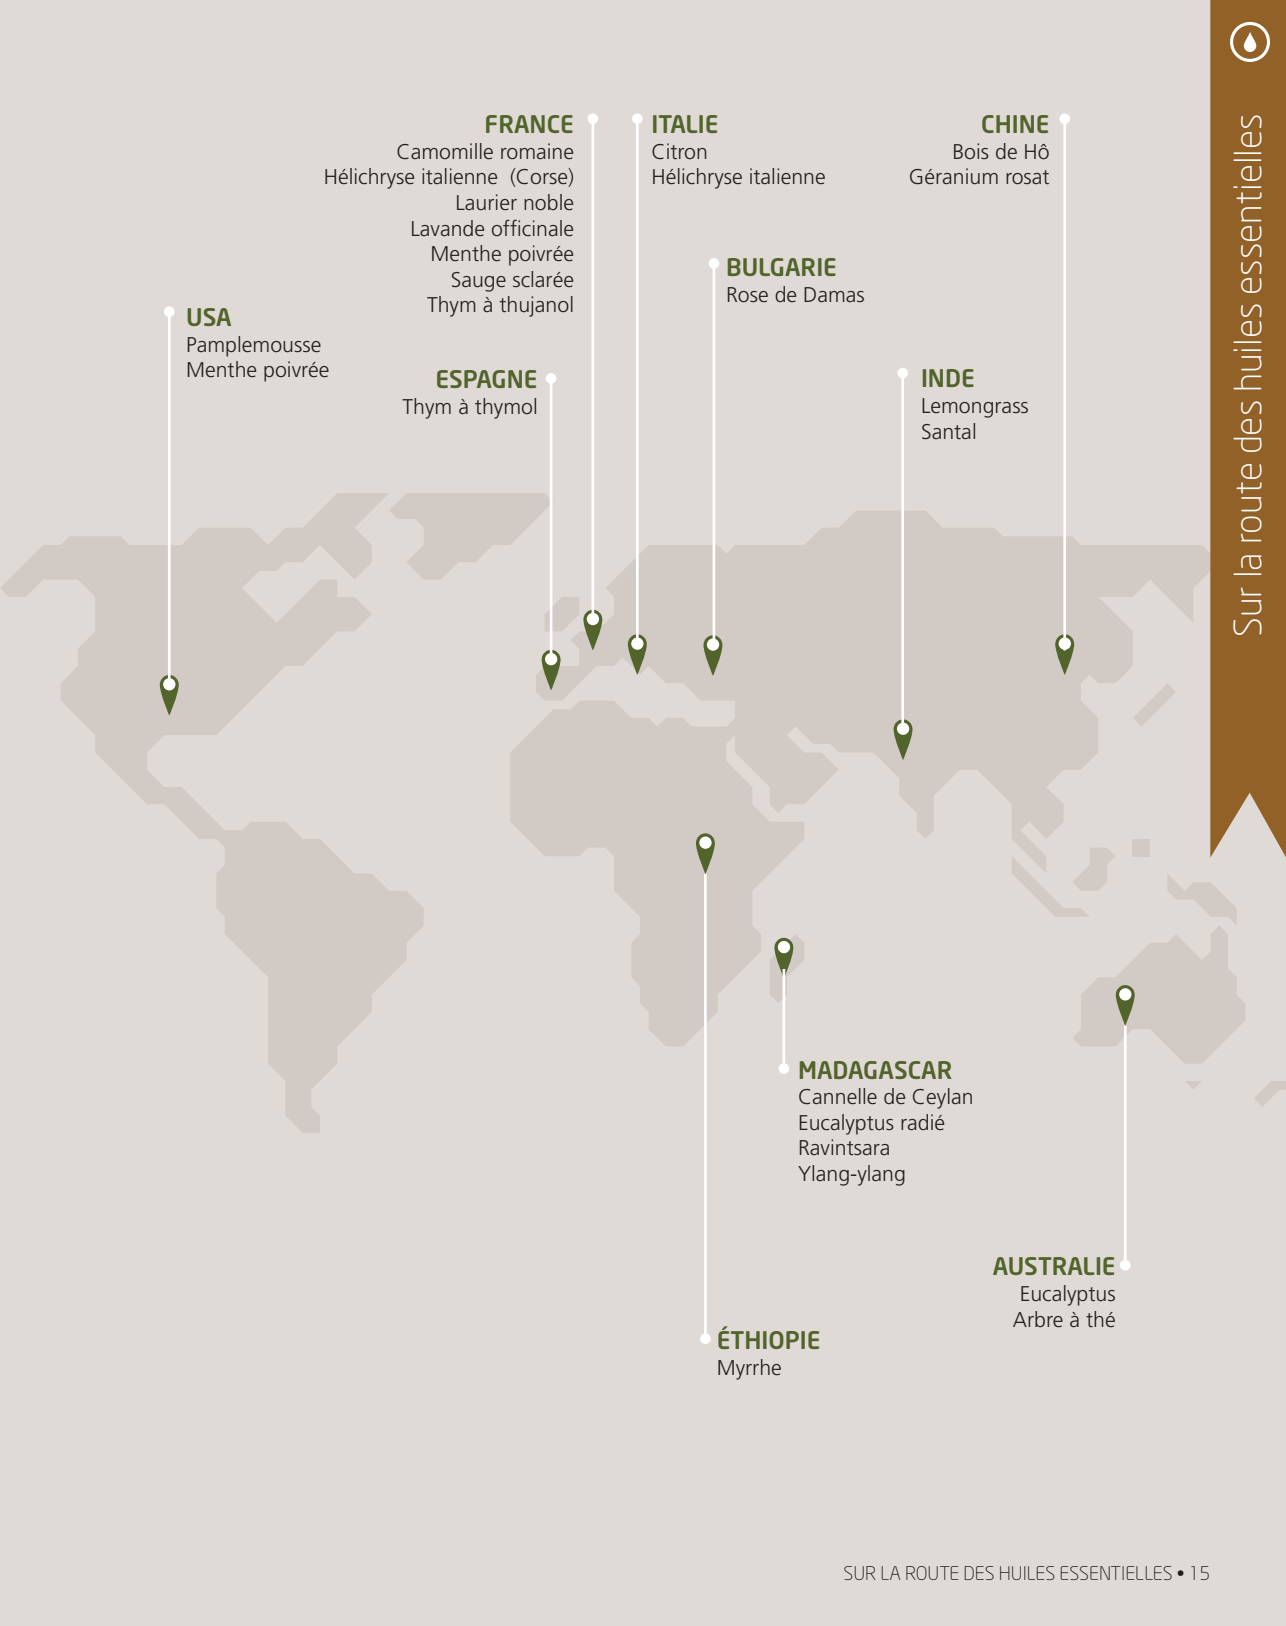 Sur la route des huiles essentielles
FRANCE
Camomille romaine
Hélichryse italienne (Corse)
Laurier noble
Lavande officinale
Menthe poivrée
Sauge sclarée
Thym à thujanol
ITALIE
Citron
Hélichryse italienne
CHINE
Bois de Hô
Géranium rosat
BULGARIE
Rose de Damas
USA
Pamplemousse
Menthe poivrée
ESPAGNE
Thym à thymol
INDE
Lemongrass
Santal
MADAGASCAR
Cannelle de Ceylan
Eucalyptus radié
Ravintsara
Ylang-ylang
AUSTRALIE
Eucalyptus
Arbre à thé
ÉTHIOPIE
Myrrhe
SUR LA ROUTE DES HUILES ESSENTIELLES • 15